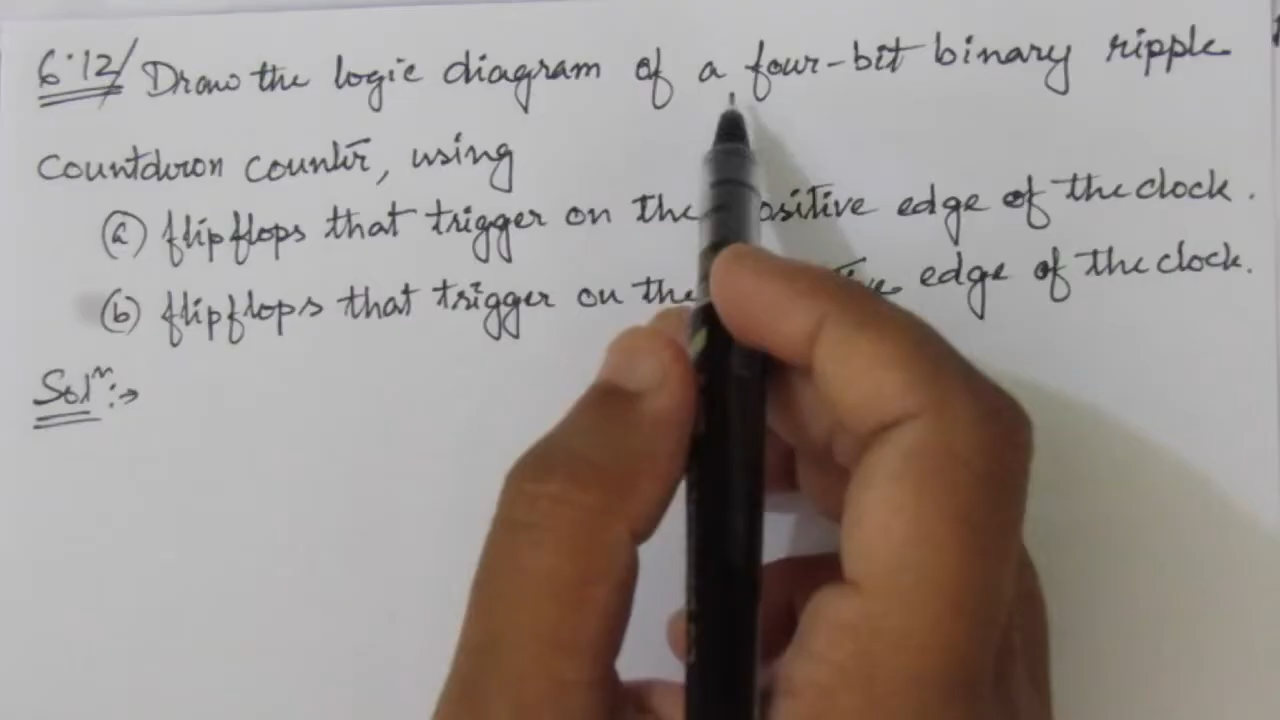 6.12/ Draw the logic diagram of a four-bit binary ripple
countdown counter, using
(a) flipflops that trigger on the positive edge of the clock.
(b) flipflops that trigger on the edge of the clock.
Solⁿ :→